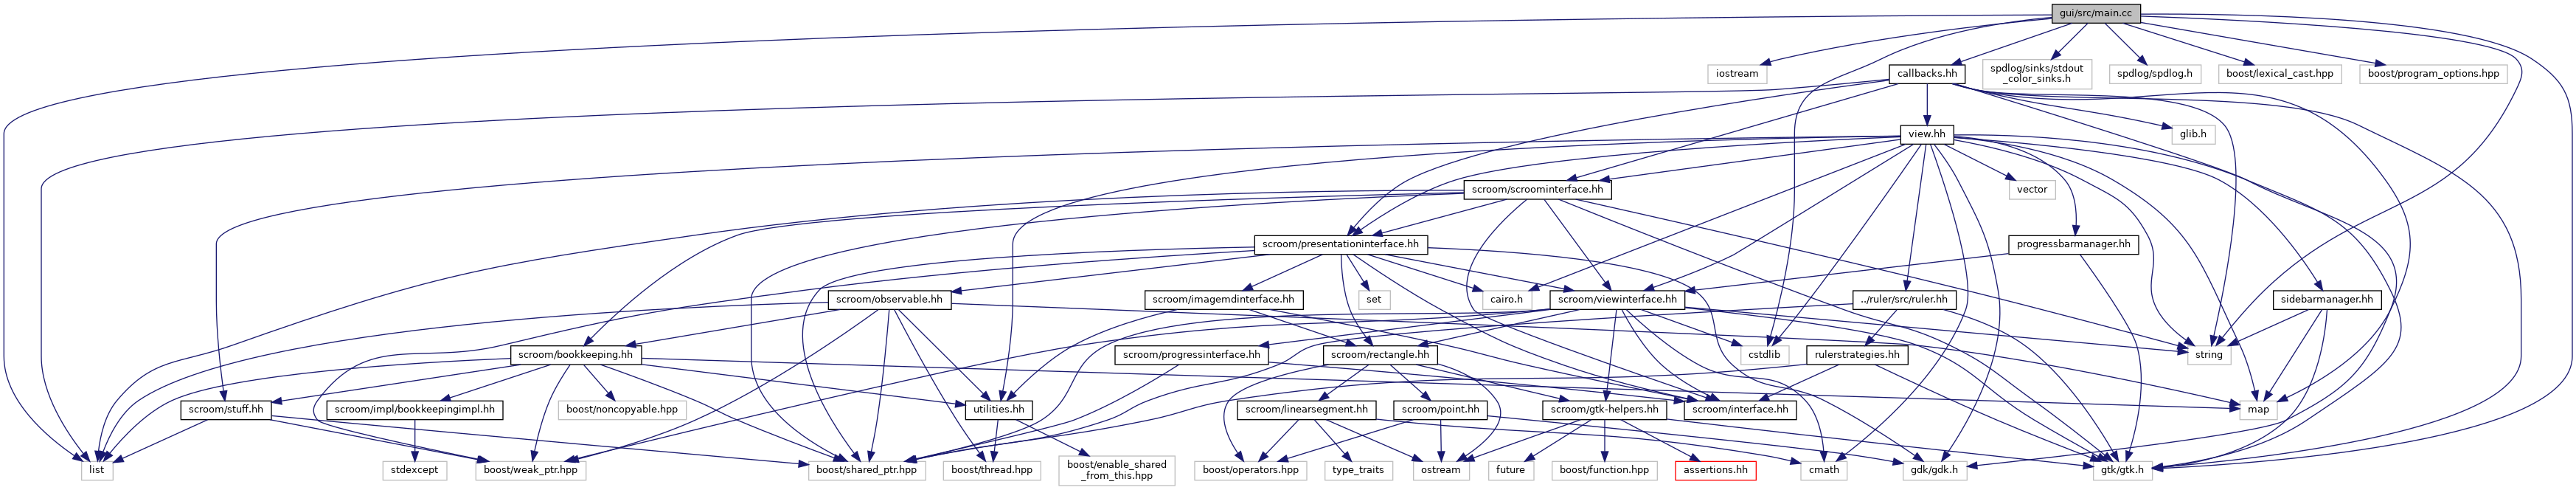 gui/src/main.cc
iostream
callbacks.hh
spdlog/sinks/stdout
_color_sinks.h
spdlog/spdlog.h
boost/lexical_cast.hpp
boost/program_options.hpp
view.hh
glib.h
scroom/scroominterface.hh
vector
scroom/presentationinterface.hh
progressbarmanager.hh
scroom/observable.hh
scroom/imagemdinterface.hh
set
cairo.h
scroom/viewinterface.hh
../ruler/src/ruler.hh
sidebarmanager.hh
scroom/bookkeeping.hh
scroom/progressinterface.hh
scroom/rectangle.hh
cstdlib
rulerstrategies.hh
string
scroom/stuff.hh
scroom/impl/bookkeepingimpl.hh
boost/noncopyable.hpp
utilities.hh
scroom/linearsegment.hh
scroom/point.hh
scroom/gtk-helpers.hh
scroom/interface.hh
map
list
stdexcept
boost/weak_ptr.hpp
boost/shared_ptr.hpp
boost/thread.hpp
boost/enable_shared
_from_this.hpp
boost/operators.hpp
type_traits
ostream
future
boost/function.hpp
assertions.hh
cmath
gdk/gdk.h
gtk/gtk.h